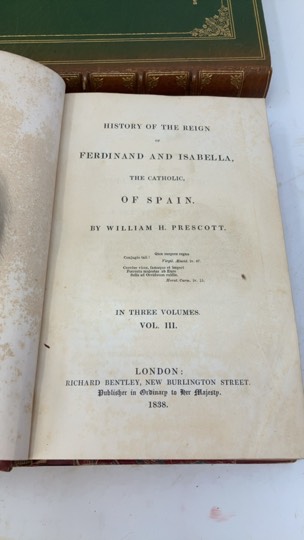 HISTORY OF THE REIGN
OF
FERDINAND AND ISABELLA,
THE CATHOLIC,
OF SPAIN.
BY WILLIAM H. PRESCOTT.
IN THREE VOLUMES.
VOL. III.
LONDON:
RICHARD BENTLEY, NEW BURLINGTON STREET.
Publisher in Ordinary to Her Majesty.
1838.